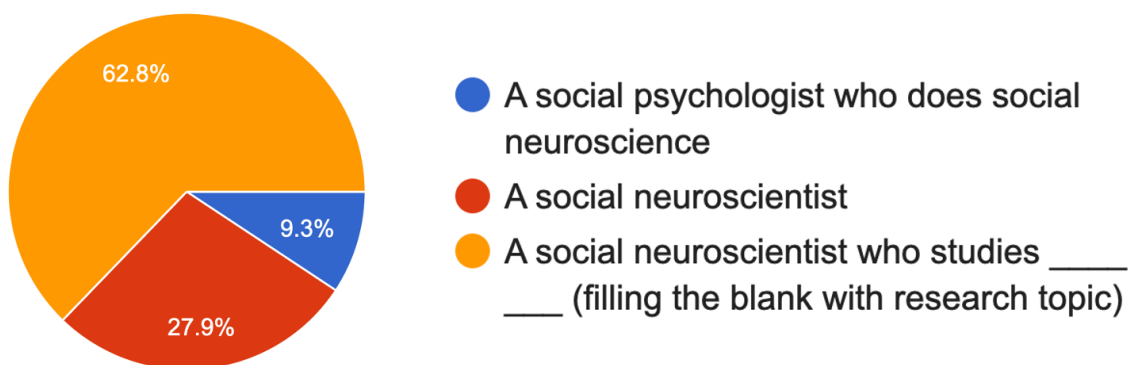 62.8%
9.3%
27.9%
A social psychologist who does social
neuroscience
A social neuroscientist
A social neuroscientist who studies ____
___ (filling the blank with research topic)